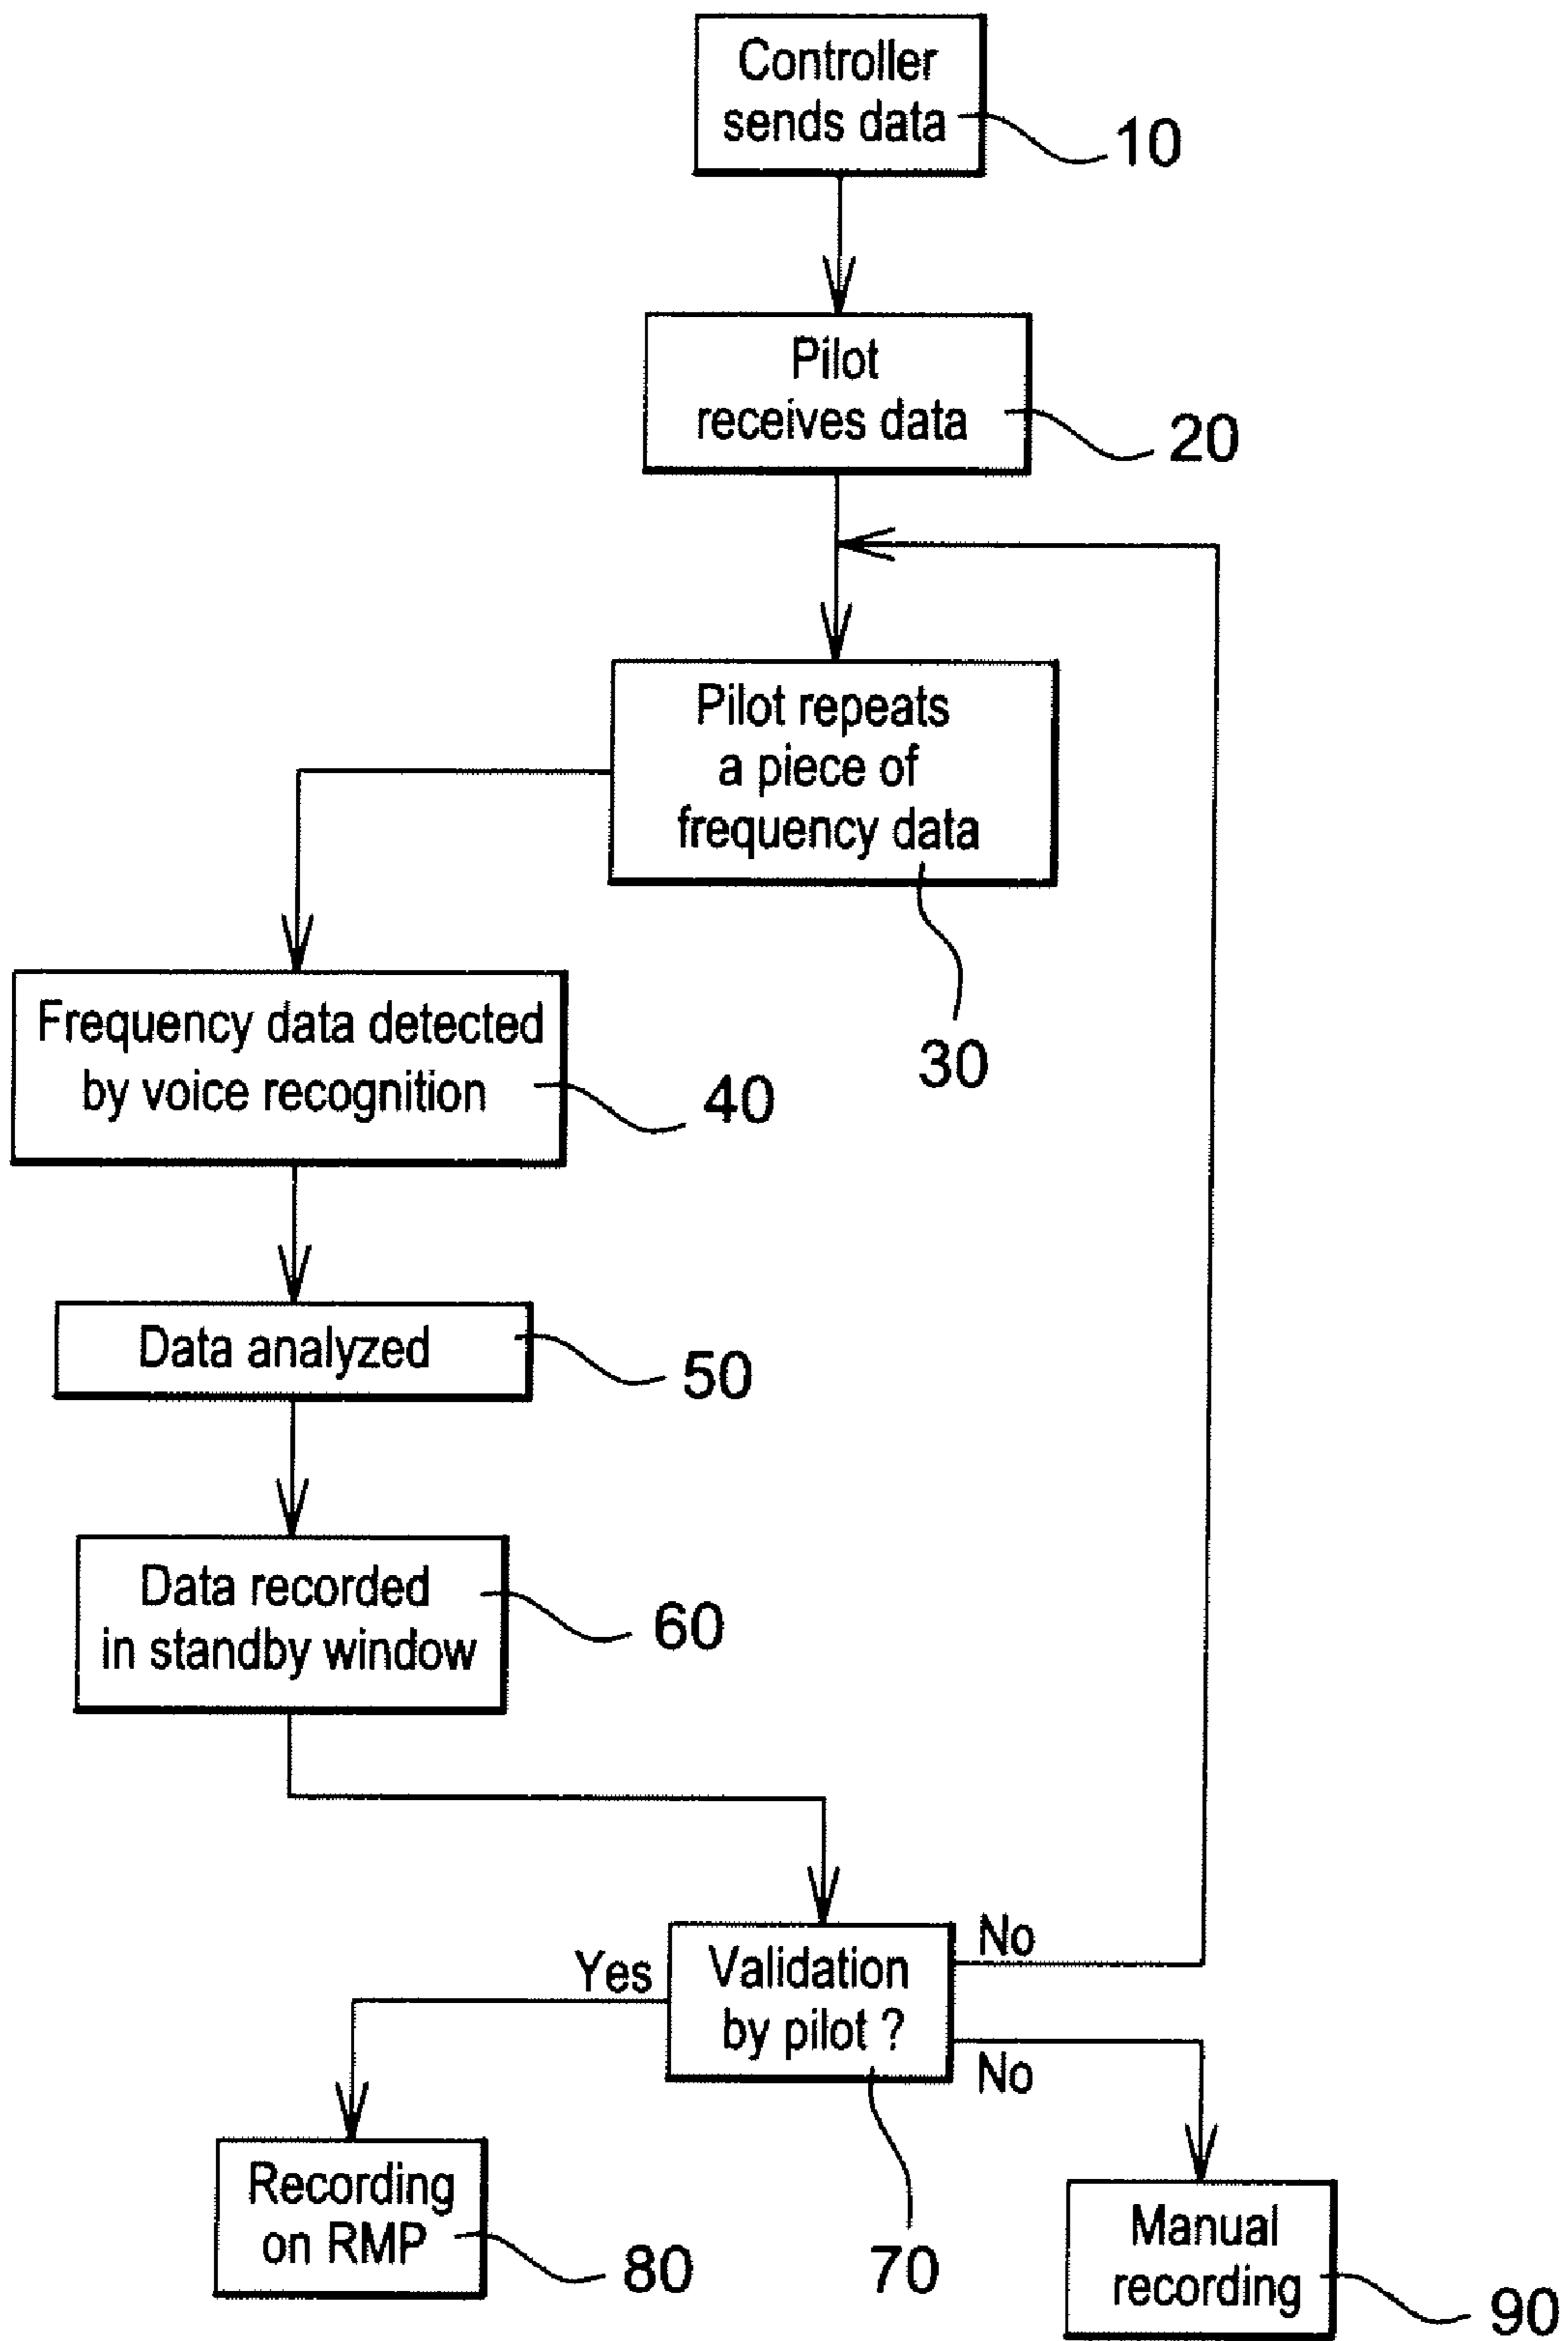 Controller
sends data
10
Pilot
receives data
20
Pilot repeats
a piece of
frequency data
30
Frequency data detected
by voice recognition
40
Data analyzed
50
Data recorded
in standby window
60
Validation
by pilot ?
70
Yes
No
No
Recording
on RMP
80
Manual
recording
90